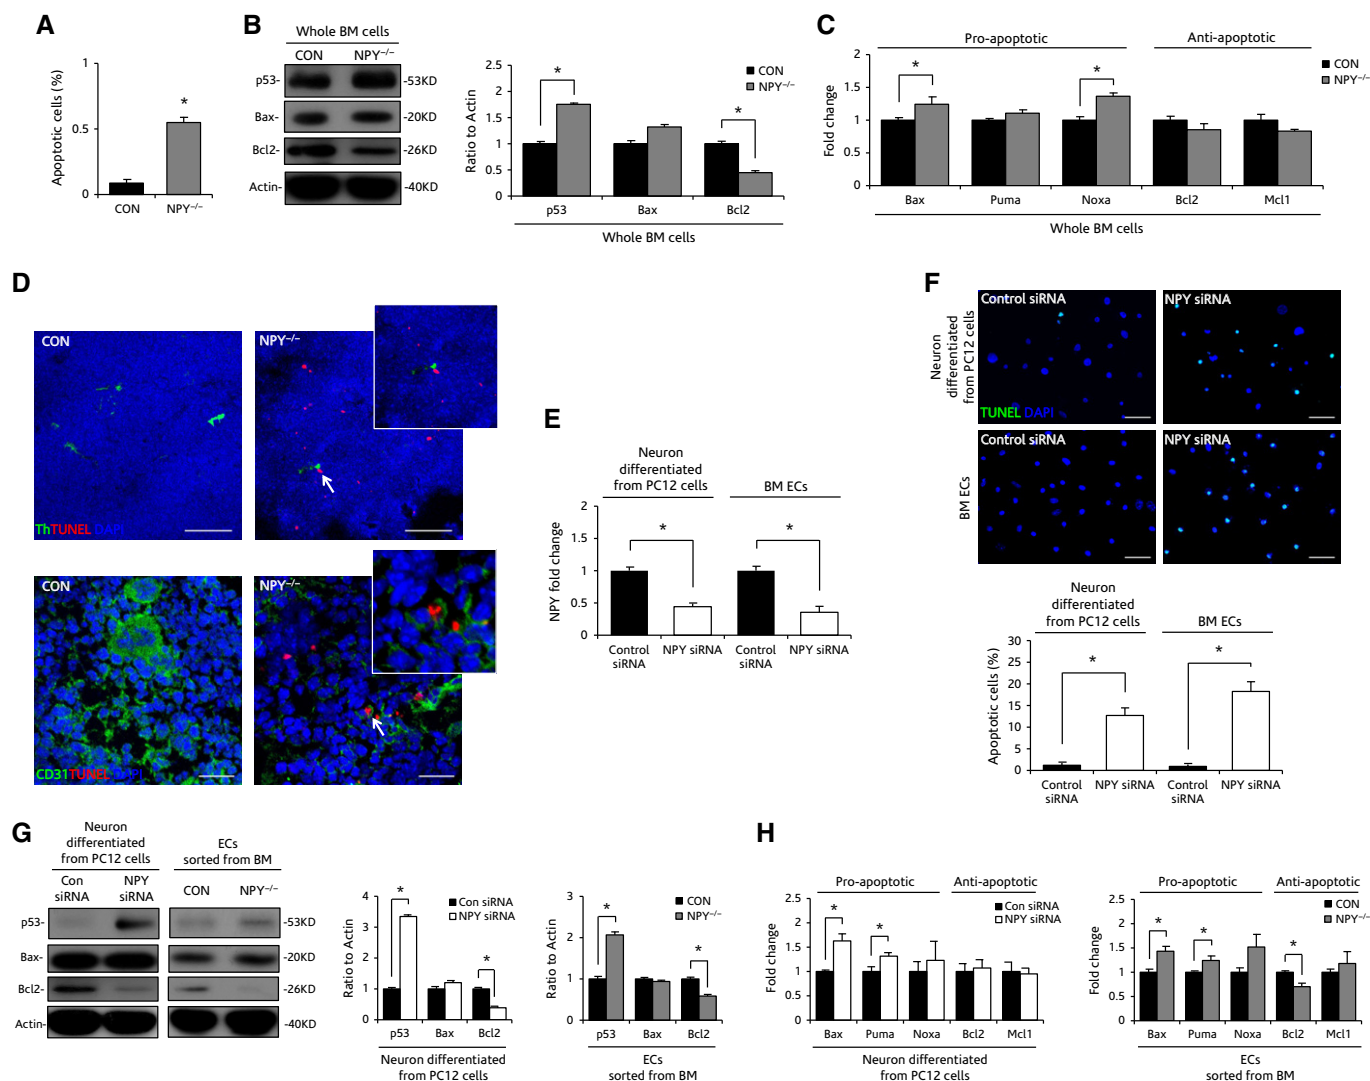 A
Apoptotic cells (%)
1
0.5
0
*
CON
NPY−/−
B
Whole BM cells
CON
NPY−/−
p53-
-53KD
Bax-
-20KD
Bcl2-
-26KD
Actin-
-40KD
Ratio to Actin
2.5
2
1.5
1
0.5
0
*
*
CON
NPY−/−
p53
Bax
Bcl2
Whole BM cells
C
Pro-apoptotic
Anti-apoptotic
Fold change
2
1.5
1
0.5
0
*
*
CON
NPY−/−
Bax
Puma
Noxa
Bcl2
Mcl1
Whole BM cells
D
CON
NPY−/−
ThTUNEL DAPI
CON
NPY−/−
CD31TUNEL DAPI
E
Neuron
differentiated
from PC12 cells
BM ECs
NPY fold change
2
1.5
1
0.5
0
*
*
Control
siRNA
NPY siRNA
Control
siRNA
NPY siRNA
F
Neuron
differentiated
from PC12 cells
Control siRNA
NPY siRNA
TUNEL DAPI
BM ECs
Control siRNA
NPY siRNA
Neuron
differentiated
from PC12 cells
BM ECs
Apoptotic cells (%)
30
25
20
15
10
5
0
*
*
Control
siRNA
NPY siRNA
Control
siRNA
NPY siRNA
G
Neuron
differentiated
from PC12 cells
ECs
sorted from BM
Con
siRNA
NPY
siRNA
CON
NPY−/−
p53-
-53KD
Bax-
-20KD
Bcl2-
-26KD
Actin-
-40KD
Ratio to Actin
4
3
2
1
0
*
*
Con siRNA
NPY siRNA
p53
Bax
Bcl2
Neuron differentiated
from PC12 cells
Ratio to Actin
3
2
1
0
*
*
CON
NPY−/−
p53
Bax
Bcl2
ECs
sorted from BM
H
Pro-apoptotic
Anti-apoptotic
Fold change
2.5
2
1.5
1
0.5
0
*
*
Con siRNA
NPY siRNA
Bax
Puma
Noxa
Bcl2
Mcl1
Neuron differentiated
from PC12 cells
Pro-apoptotic
Anti-apoptotic
Fold change
2.5
2
1.5
1
0.5
0
*
*
*
CON
NPY−/−
Bax
Puma
Noxa
Bcl2
Mcl1
ECs
sorted from BM